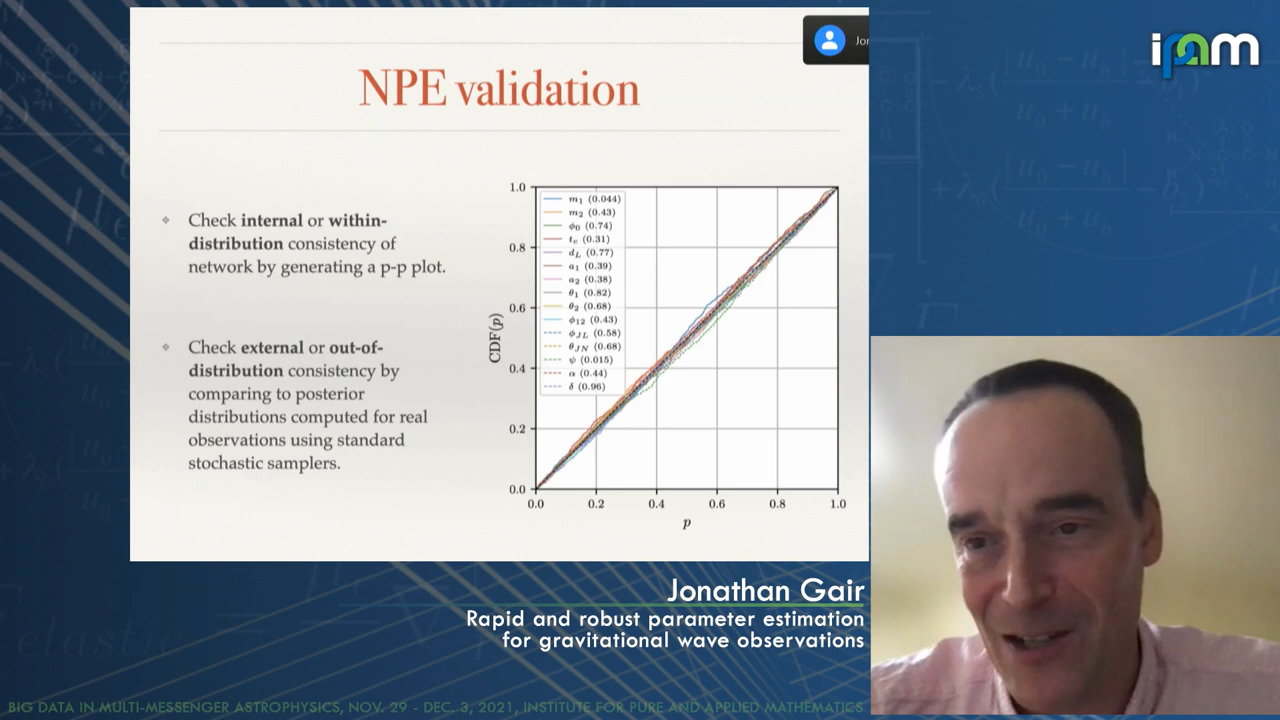 Jon
ipam
NPE validation
❖ Check internal or within-
distribution consistency of
network by generating a p-p plot.
❖ Check external or out-of-
distribution consistency by
comparing to posterior
distributions computed for real
observations using standard
stochastic samplers.
1.0
0.8
0.6
0.4
0.2
0.0
CDF(p)
m₁ (0.044)
m₂ (0.43)
ϕ₀ (0.74)
t_c (0.31)
d_L (0.77)
a₁ (0.39)
a₂ (0.38)
θ₁ (0.82)
θ₂ (0.68)
ϕ₁₂ (0.43)
ϕ_JL (0.58)
θ_JN (0.68)
ψ (0.015)
α (0.44)
δ (0.96)
0.0 0.2 0.4 0.6 0.8 1.0
p
Jonathan Gair
Rapid and robust parameter estimation
for gravitational wave observations
elastic
BIG DATA IN MULTI-MESSENGER ASTROPHYSICS, NOV. 29 - DEC. 3, 2021, INSTITUTE FOR PURE AND APPLIED MATHEMATICS